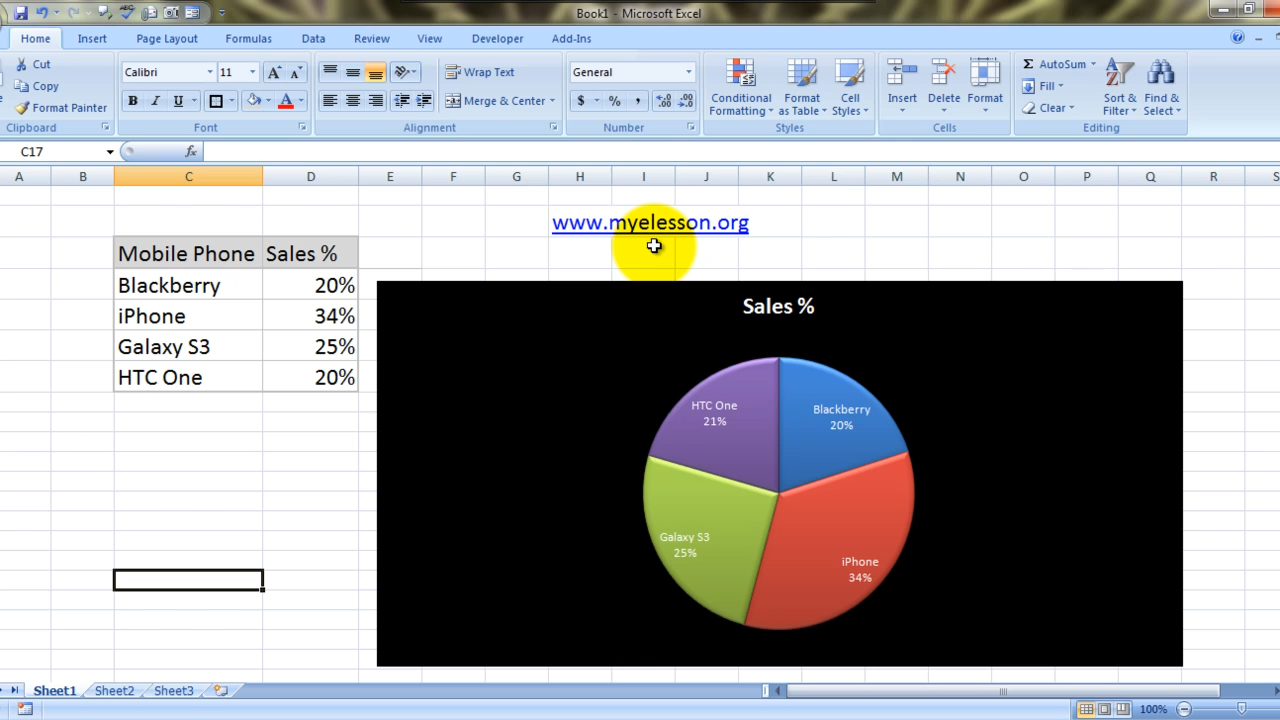 Book1 - Microsoft Excel
Home Insert Page Layout Formulas Data Review View Developer Add-Ins
Cut
Copy
Format Painter
Clipboard
Calibri 11
B I U
Font
Wrap Text
Merge & Center
Alignment
General
$ % ,
Number
Conditional Formatting
Format as Table
Cell Styles
Styles
Insert
Delete
Format
Cells
Σ AutoSum
Fill
Clear
Sort & Filter
Find & Select
Editing
C17
fx
A B C D E F G H I J K L M N O P Q R S
www.myelesson.org
Mobile Phone Sales %
Blackberry 20%
iPhone 34%
Galaxy S3 25%
HTC One 20%
Sales %
HTC One
21%
Blackberry
20%
Galaxy S3
25%
iPhone
34%
Sheet1 Sheet2 Sheet3
100%